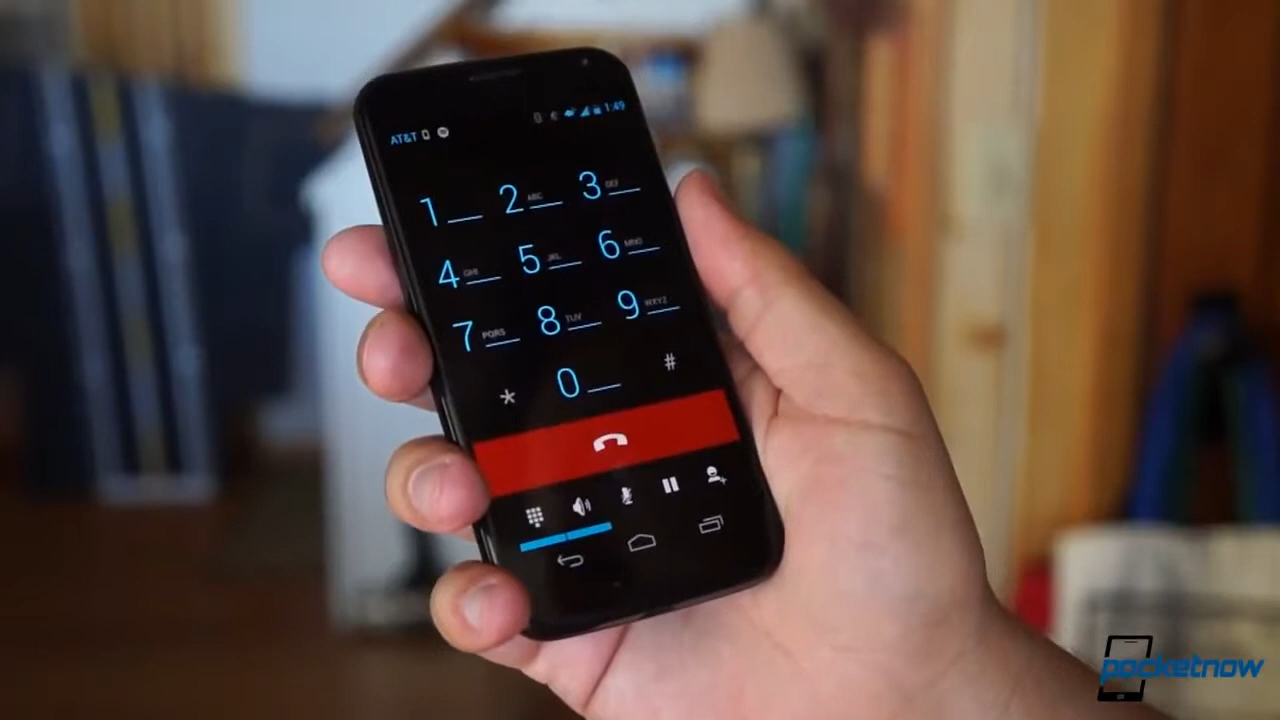 AT&T 1:49
1 2 ABC 3 DEF
4 GHI 5 JKL 6 MNO
7 PQRS 8 TUV 9 WXYZ
* 0 #
pocketnow